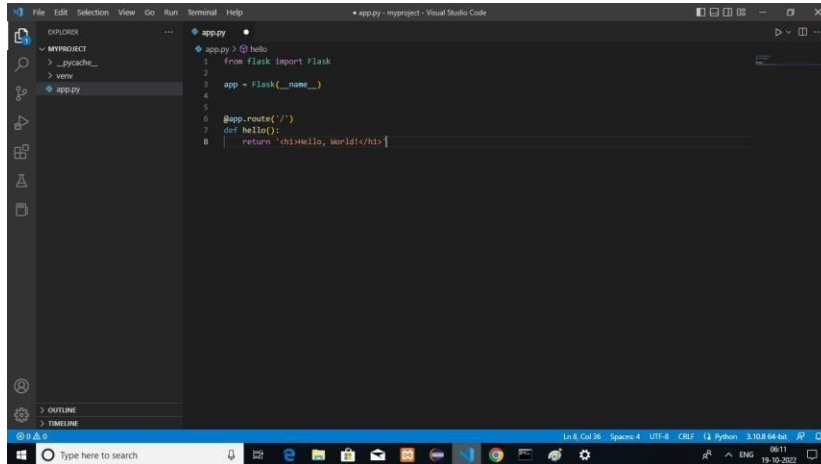 File Edit Selection View Go Run Terminal Help
● app.py - myproject - Visual Studio Code
EXPLORER ...
MYPROJECT
> __pycache__
> venv
app.py
app.py ●
app.py > hello
1 from flask import Flask
2
3 app = Flask(__name__)
4
5
6 @app.route('/')
7 def hello():
8 return '<h1>Hello, World!</h1>'
> OUTLINE
> TIMELINE
0 0
Ln 8, Col 36 Spaces: 4 UTF-8 CRLF Python 3.10.8 64-bit
Type here to search
ENG
06:11
19-10-2022